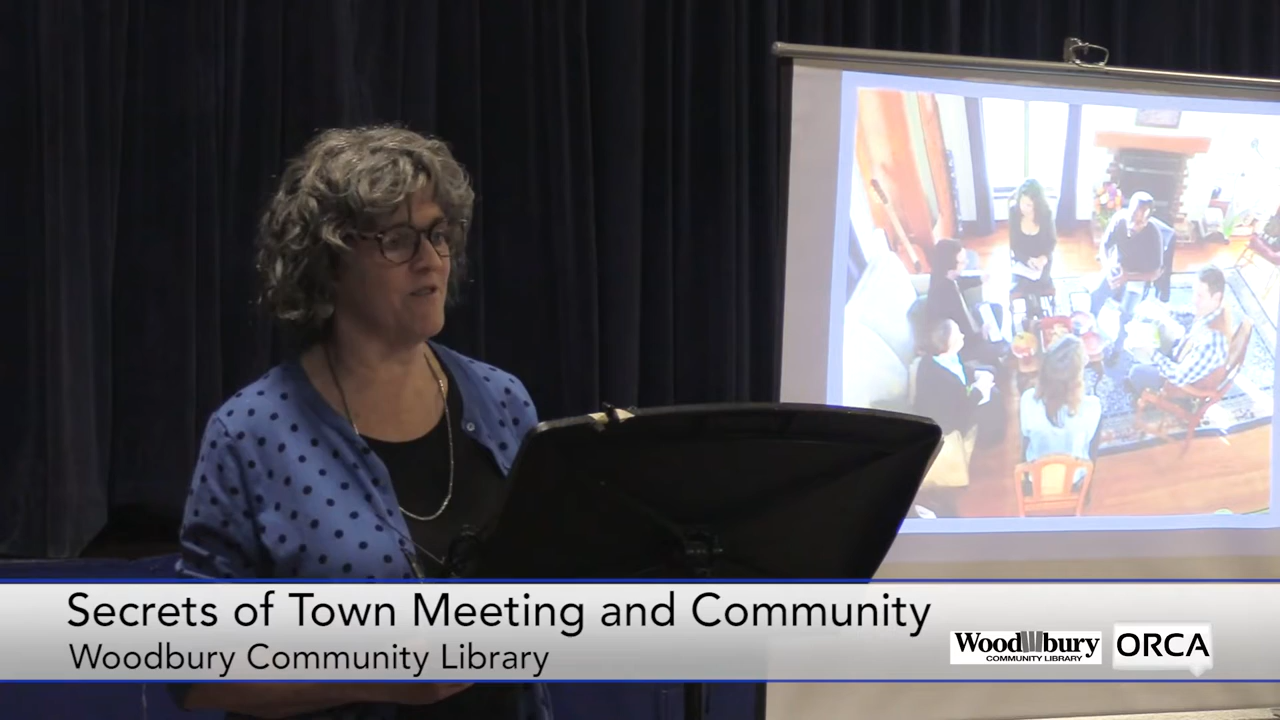 Secrets of Town Meeting and Community
Woodbury Community Library
Woodbury
COMMUNITY LIBRARY
ORCA